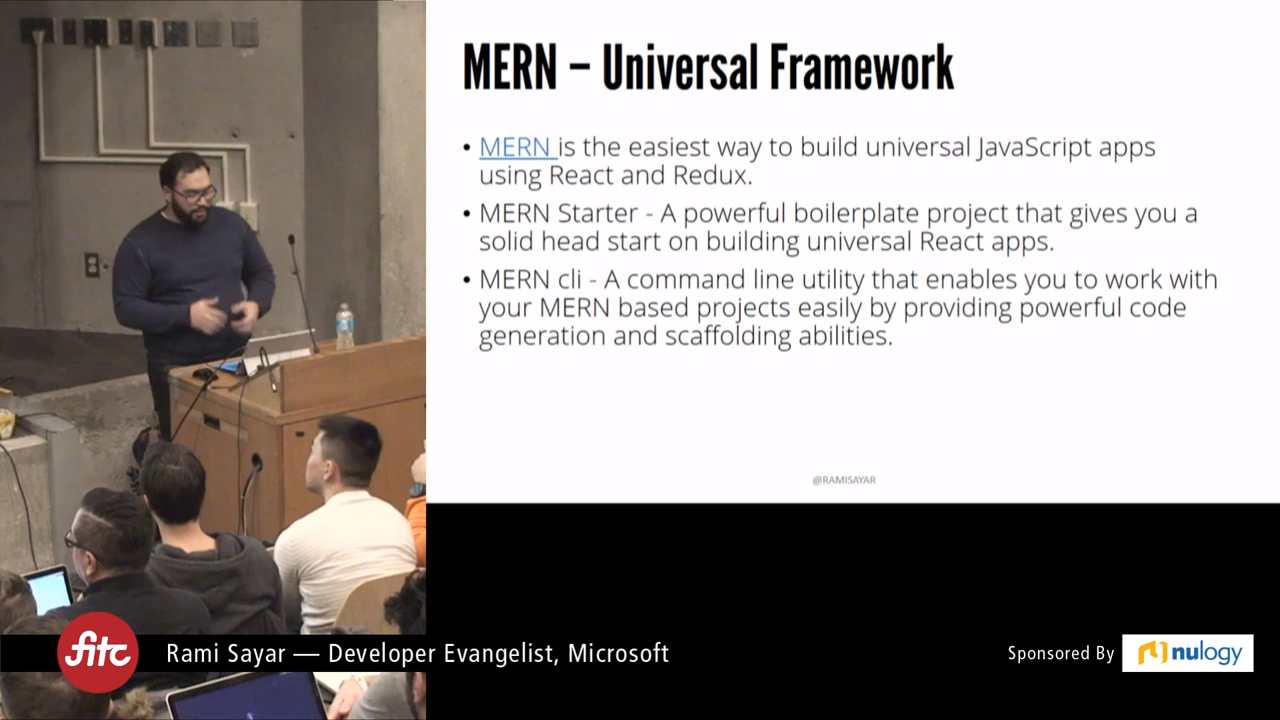 MERN – Universal Framework
• MERN is the easiest way to build universal JavaScript apps
using React and Redux.
• MERN Starter - A powerful boilerplate project that gives you a
solid head start on building universal React apps.
• MERN cli - A command line utility that enables you to work with
your MERN based projects easily by providing powerful code
generation and scaffolding abilities.
@RAMISAYAR
fitc
Rami Sayar — Developer Evangelist, Microsoft
Sponsored By nulogy